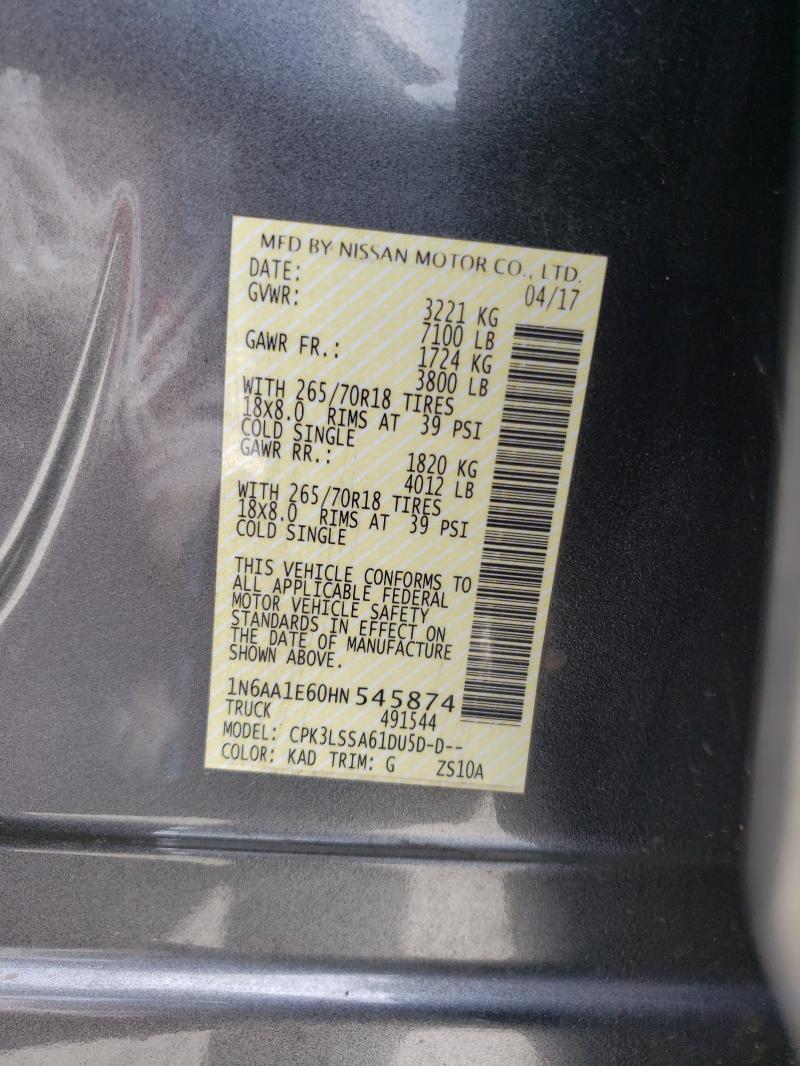 MFD BY NISSAN MOTOR CO., LTD.
DATE: 04/17
GVWR: 3221 KG
7100 LB
GAWR FR.: 1724 KG
3800 LB
WITH 265/70R18 TIRES
18X8.0 RIMS AT 39 PSI
COLD SINGLE
GAWR RR.: 1820 KG
4012 LB
WITH 265/70R18 TIRES
18X8.0 RIMS AT 39 PSI
COLD SINGLE
THIS VEHICLE CONFORMS TO
ALL APPLICABLE FEDERAL
MOTOR VEHICLE SAFETY
STANDARDS IN EFFECT ON
THE DATE OF MANUFACTURE
SHOWN ABOVE.
1N6AA1E60HN545874
TRUCK 491544
MODEL: CPK3LSSA61DU5D-D--
COLOR: KAD TRIM: G ZS10A